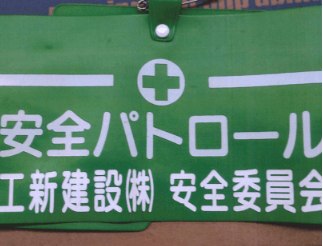 安全パトロール
工新建設㈱ 安全委員会